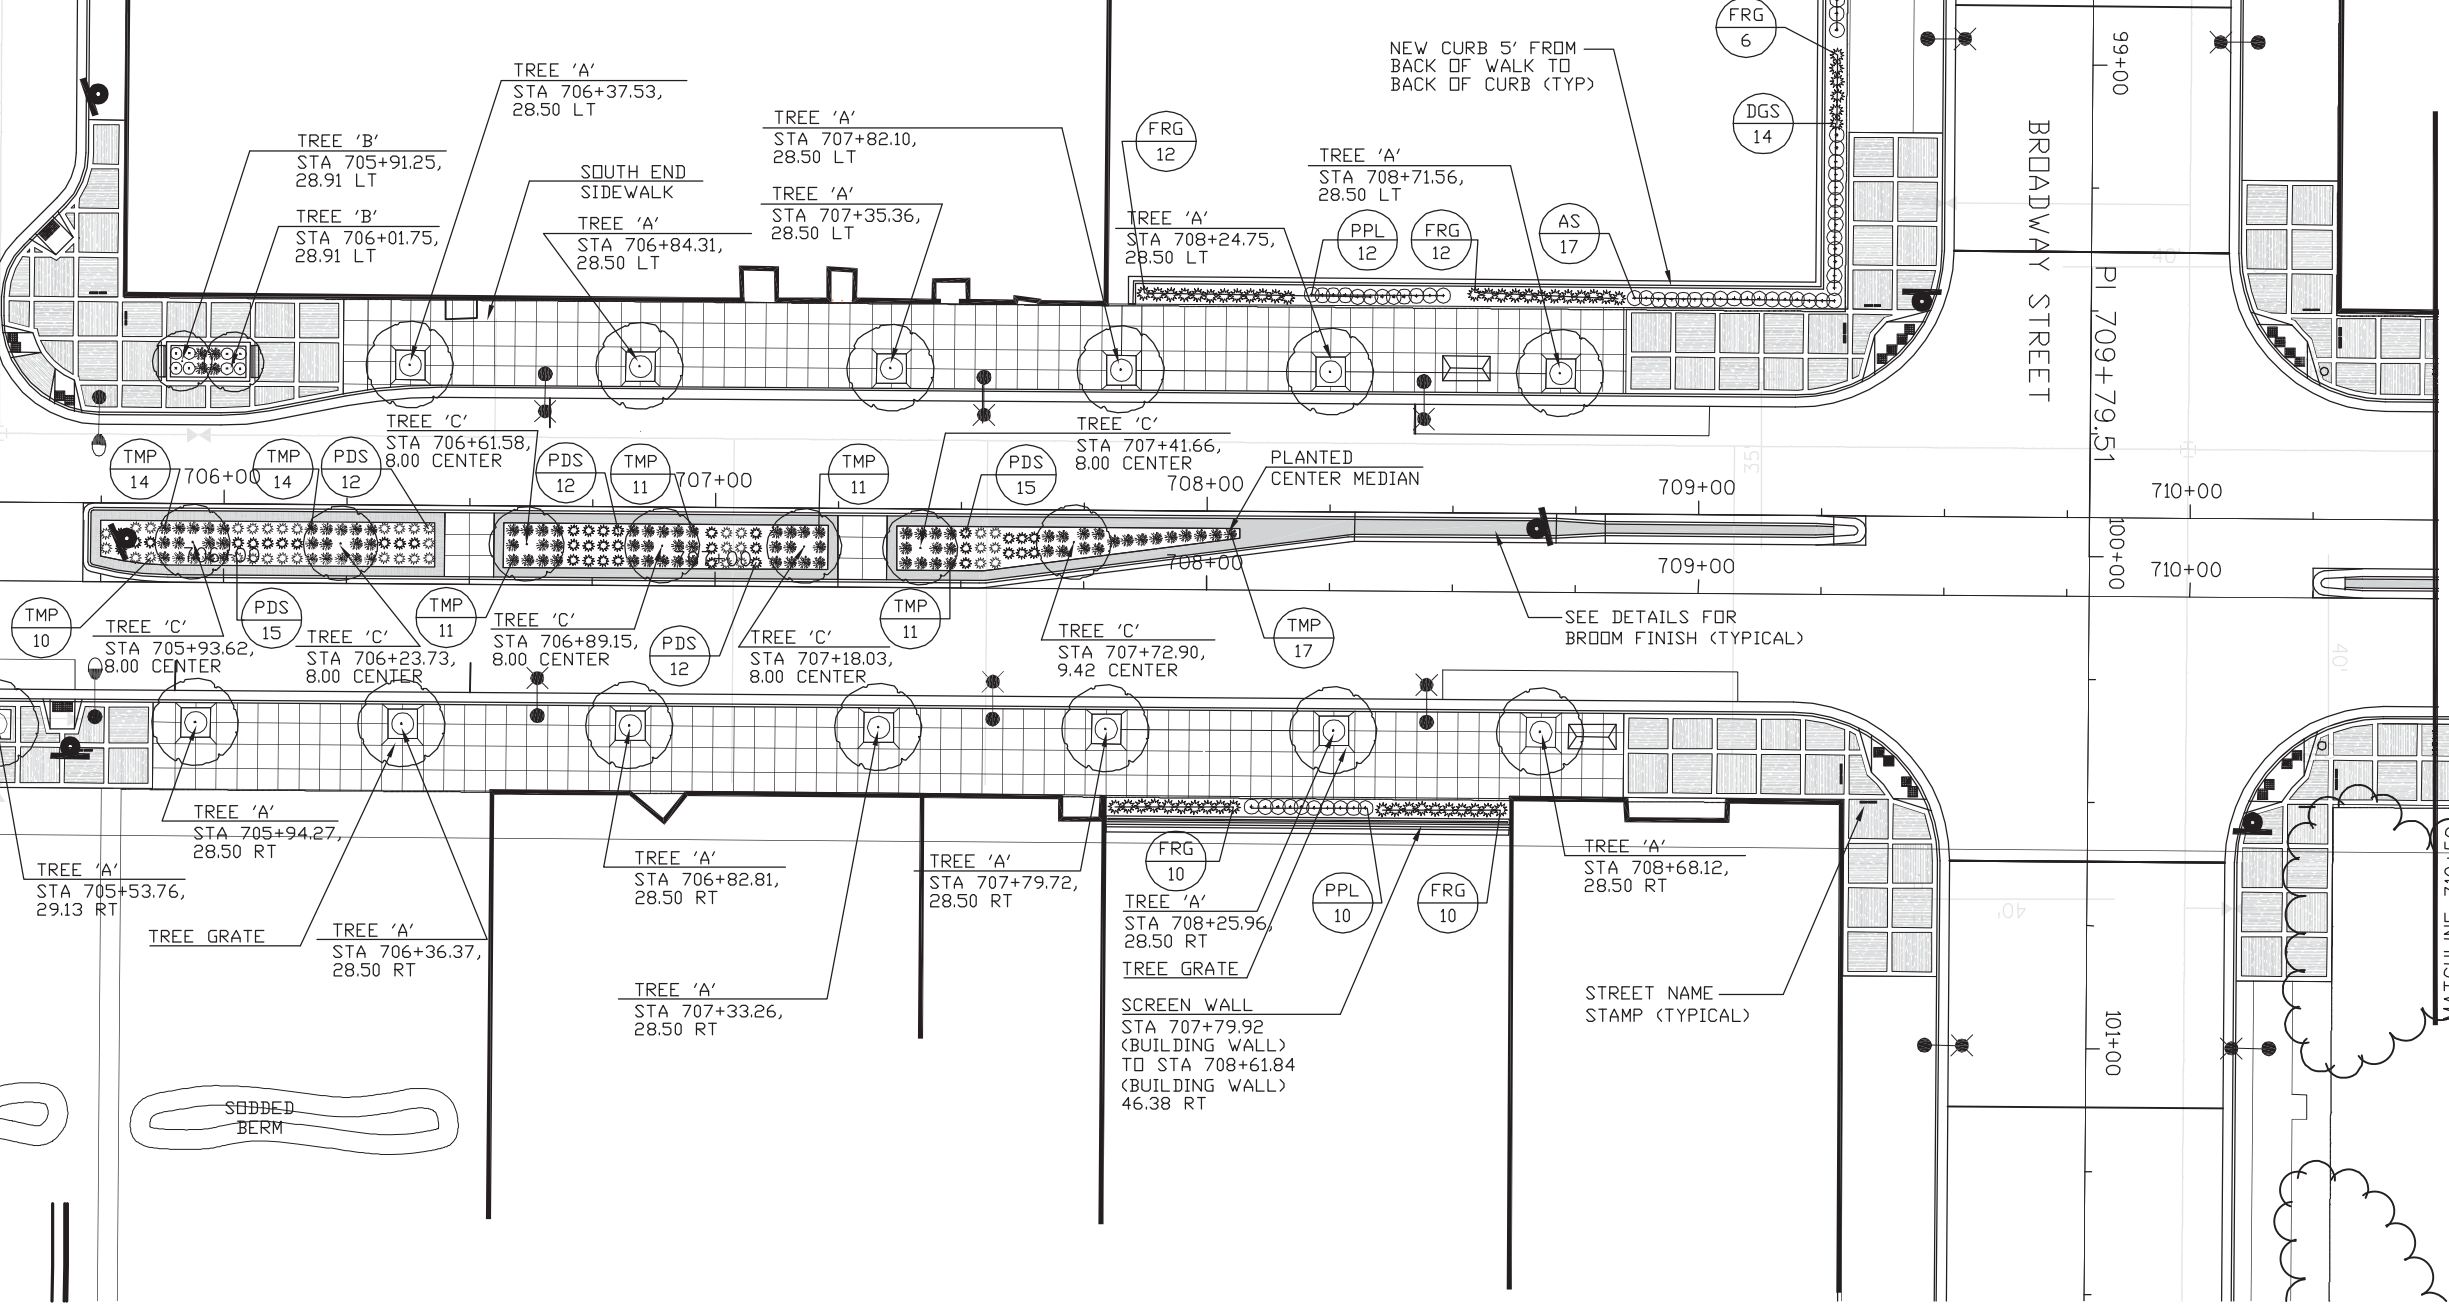 FRG
6
NEW CURB 5' FROM
BACK OF WALK TO
BACK OF CURB (TYP)
99+00
TREE 'A'
STA 706+37.53,
28.50 LT
DGS
14
TREE 'A'
STA 707+82.10,
28.50 LT
FRG
12
TREE 'B'
STA 705+91.25,
28.91 LT
TREE 'A'
STA 708+71.56,
28.50 LT
SOUTH END
SIDEWALK
TREE 'A'
STA 707+35.36,
28.50 LT
TREE 'B'
STA 706+01.75,
28.91 LT
TREE 'A'
STA 706+84.31,
28.50 LT
TREE 'A'
STA 708+24.75,
28.50 LT
PPL
12
FRG
12
AS
17
BROADWAY STREET
40'
PI 709+79.51
TREE 'C'
STA 706+61.58,
8.00 CENTER
TREE 'C'
STA 707+41.66,
8.00 CENTER
TMP
14
706+00
TMP
14
PDS
12
PDS
12
TMP
11
707+00
TMP
11
PDS
15
PLANTED
CENTER MEDIAN
35'
708+00
709+00
710+00
100+00
706+00
707+00
708+00
709+00
710+00
TMP
10
TREE 'C'
STA 705+93.62,
8.00 CENTER
PDS
15
TREE 'C'
STA 706+23.73,
8.00 CENTER
TMP
11
TREE 'C'
STA 706+89.15,
8.00 CENTER
PDS
12
TREE 'C'
STA 707+18.03,
8.00 CENTER
TMP
11
TREE 'C'
STA 707+72.90,
9.42 CENTER
TMP
17
SEE DETAILS FOR
BROOM FINISH (TYPICAL)
40'
TREE 'A'
STA 705+94.27,
28.50 RT
TREE 'A'
STA 705+53.76,
29.13 RT
TREE 'A'
STA 706+82.81,
28.50 RT
TREE 'A'
STA 707+79.72,
28.50 RT
FRG
10
PPL
10
FRG
10
TREE 'A'
STA 708+68.12,
28.50 RT
TREE 'A'
STA 708+25.96,
28.50 RT
40'
TREE GRATE
TREE 'A'
STA 706+36.37,
28.50 RT
TREE GRATE
TREE 'A'
STA 707+33.26,
28.50 RT
SCREEN WALL
STA 707+79.92
(BUILDING WALL)
TO STA 708+61.84
(BUILDING WALL)
46.38 RT
STREET NAME
STAMP (TYPICAL)
101+00
SODDED
BERM